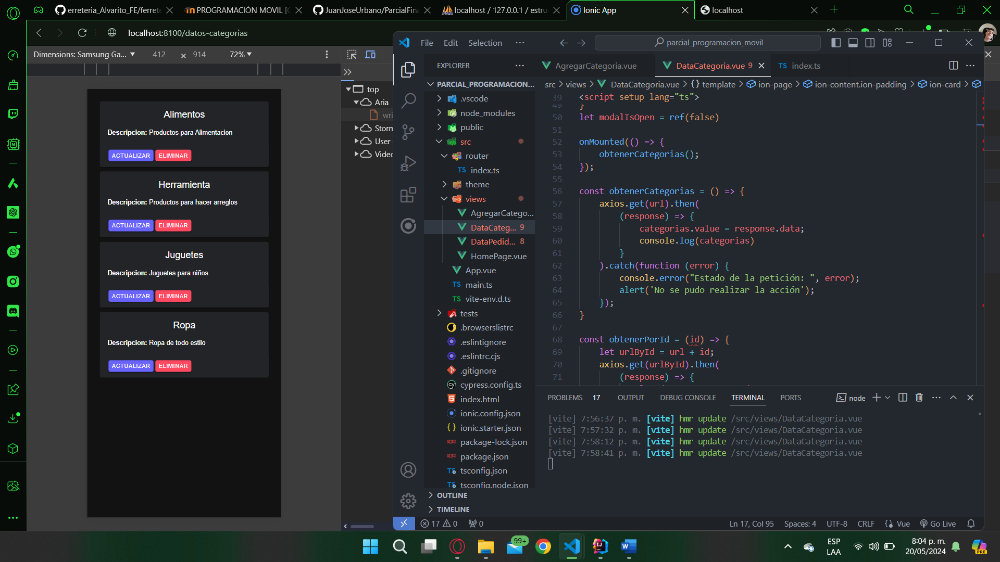 erreteria_Alvarito_FE/ferrete
PROGRAMACIÓN MOVIL [
JuanJoseUrbano/ParcialFina
localhost / 127.0.0.1 / estru
Ionic App
localhost
localhost:8100/datos-categorias
Dimensions: Samsung Ga...
412
×
914
72%
Alimentos
Descripcion: Productos para Alimentacion
ACTUALIZAR
ELIMINAR
Herramienta
Descripcion: Productos para hacer arreglos
ACTUALIZAR
ELIMINAR
Juguetes
Descripcion: Juguetes para niños
ACTUALIZAR
ELIMINAR
Ropa
Descripcion: Ropa de todo estilo
ACTUALIZAR
ELIMINAR
top
Aria
wri
Storm
User
Videc
File
Edit
Selection
···
parcial_programacion_movil
EXPLORER
···
PARCIAL_PROGRAMACION...
.vscode
node_modules
public
src
router
TS index.ts
theme
views
AgregarCatego...
DataCateg... 9
DataPedid... 8
HomePage.vue
App.vue
TS main.ts
TS vite-env.d.ts
tests
.browserslistrc
.eslintignore
.eslintrc.cjs
.gitignore
cypress.config.ts
index.html
ionic.config.json
ionic.starter.json
package-lock.json
package.json
tsconfig.json
tsconfig.node.json
OUTLINE
TIMELINE
AgregarCategoria.vue
DataCategoria.vue 9
TS index.ts
src > views > DataCategoria.vue > {} template > ion-page > ion-content.ion-padding > ion-card >
39 <script setup lang="ts">
49 }
50 let modalIsOpen = ref(false)
51
52 onMounted(() => {
53 obtenerCategorias();
54 });
55
56 const obtenerCategorias = () => {
57 axios.get(url).then(
58 (response) => {
59 categorias.value = response.data;
60 console.log(categorias)
61 }
62 ).catch(function (error) {
63 console.error("Estado de la petición: ", error);
64 alert('No se pudo realizar la acción');
65 });
66 }
67
68 const obtenerPorId = (id) => {
69 let urlById = url + id;
70 axios.get(urlById).then(
71 (response) => {
PROBLEMS 17
OUTPUT
DEBUG CONSOLE
TERMINAL
PORTS
node
[vite] 7:56:37 p. m. [vite] hmr update /src/views/DataCategoria.vue
[vite] 7:57:32 p. m. [vite] hmr update /src/views/DataCategoria.vue
[vite] 7:58:12 p. m. [vite] hmr update /src/views/DataCategoria.vue
[vite] 7:58:41 p. m. [vite] hmr update /src/views/DataCategoria.vue
17 0
0
Ln 17, Col 95
Spaces: 4
UTF-8
CRLF
Vue
Go Live
99+
ESP
LAA
8:04 p. m.
20/05/2024
PRE